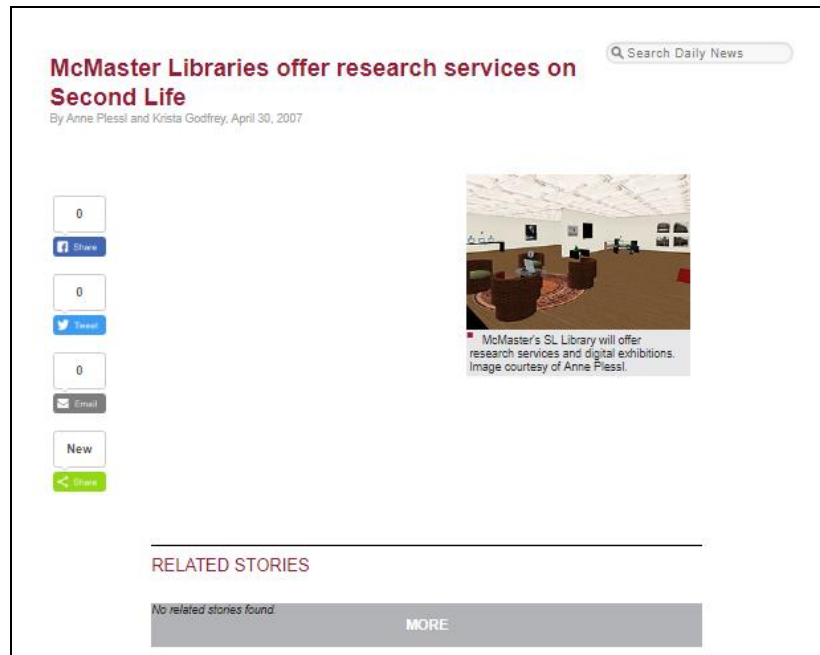 Search Daily News
McMaster Libraries offer research services on
Second Life
By Anne Plessl and Krista Godfrey, April 30, 2007
0
Share
0
Tweet
0
Email
New
Share
McMaster's SL Library will offer
research services and digital exhibitions.
Image courtesy of Anne Plessl.
RELATED STORIES
No related stories found.
MORE